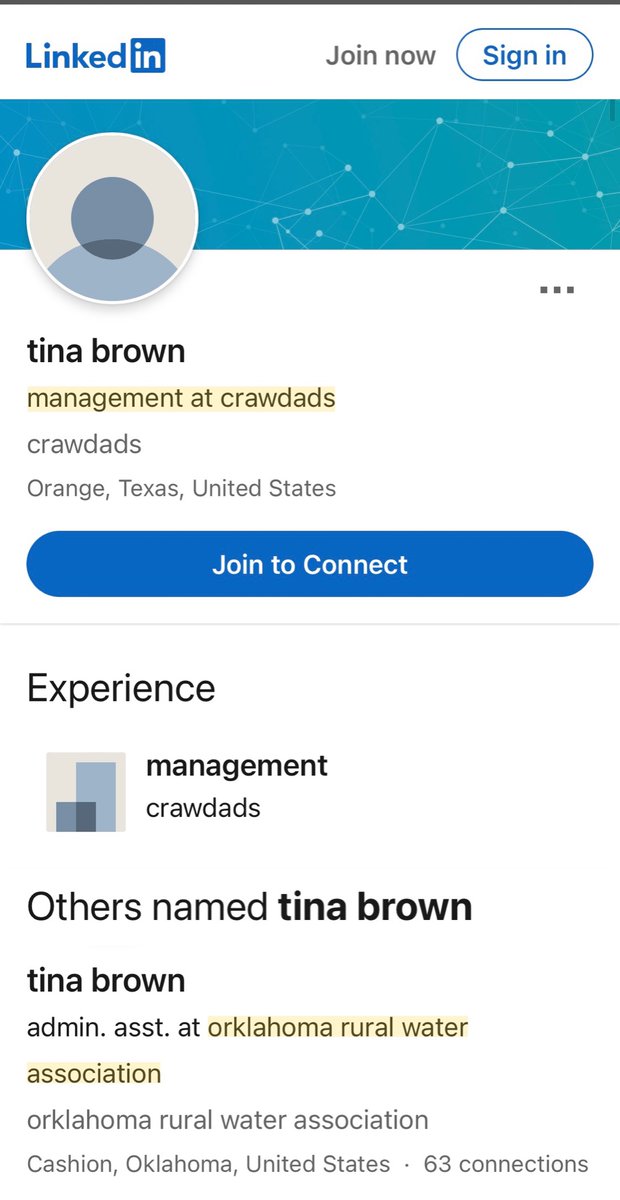 LinkedIn
Join now
Sign in
tina brown
management at crawdads
crawdads
Orange, Texas, United States
Join to Connect
Experience
management
crawdads
Others named tina brown
tina brown
admin. asst. at orklahoma rural water
association
orklahoma rural water association
Cashion, Oklahoma, United States · 63 connections